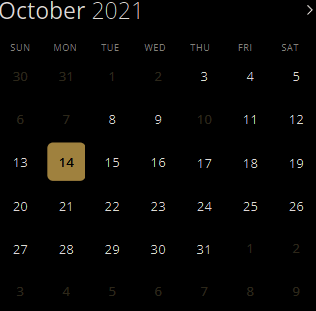 October 2021
SUN MON TUE WED THU FRI SAT
30 31 1 2 3 4 5
6 7 8 9 10 11 12
13 14 15 16 17 18 19
20 21 22 23 24 25 26
27 28 29 30 31 1 2
3 4 5 6 7 8 9